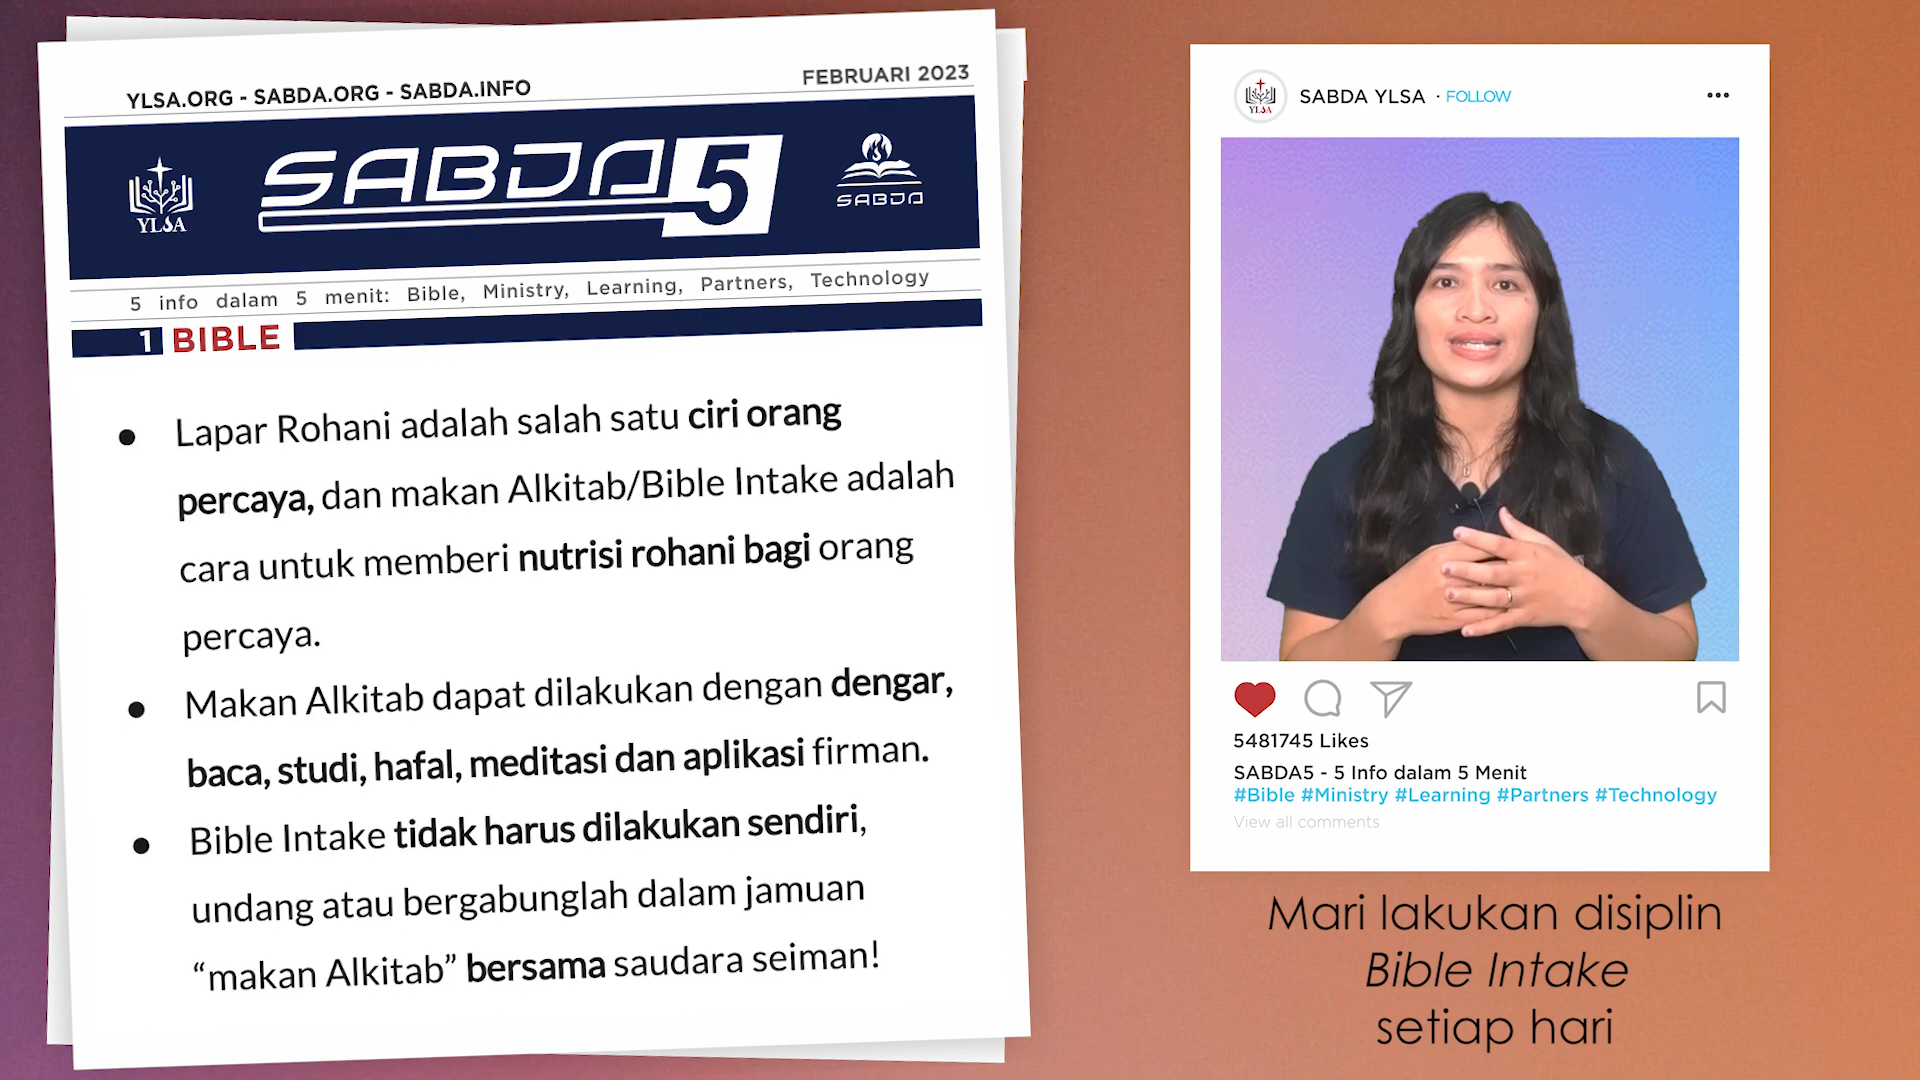 YLSA.ORG - SABDA.ORG - SABDA.INFO
FEBRUARI 2023
YLSA
SABDA5
SABDA
5 info dalam 5 menit: Bible, Ministry, Learning, Partners, Technology
1 BIBLE
● Lapar Rohani adalah salah satu ciri orang
percaya, dan makan Alkitab/Bible Intake adalah
cara untuk memberi nutrisi rohani bagi orang
percaya.
● Makan Alkitab dapat dilakukan dengan dengar,
baca, studi, hafal, meditasi dan aplikasi firman.
● Bible Intake tidak harus dilakukan sendiri,
undang atau bergabunglah dalam jamuan
“makan Alkitab” bersama saudara seiman!
YLSA
SABDA YLSA · FOLLOW
5481745 Likes
SABDA5 - 5 Info dalam 5 Menit
#Bible #Ministry #Learning #Partners #Technology
View all comments
Mari lakukan disiplin
Bible Intake
setiap hari